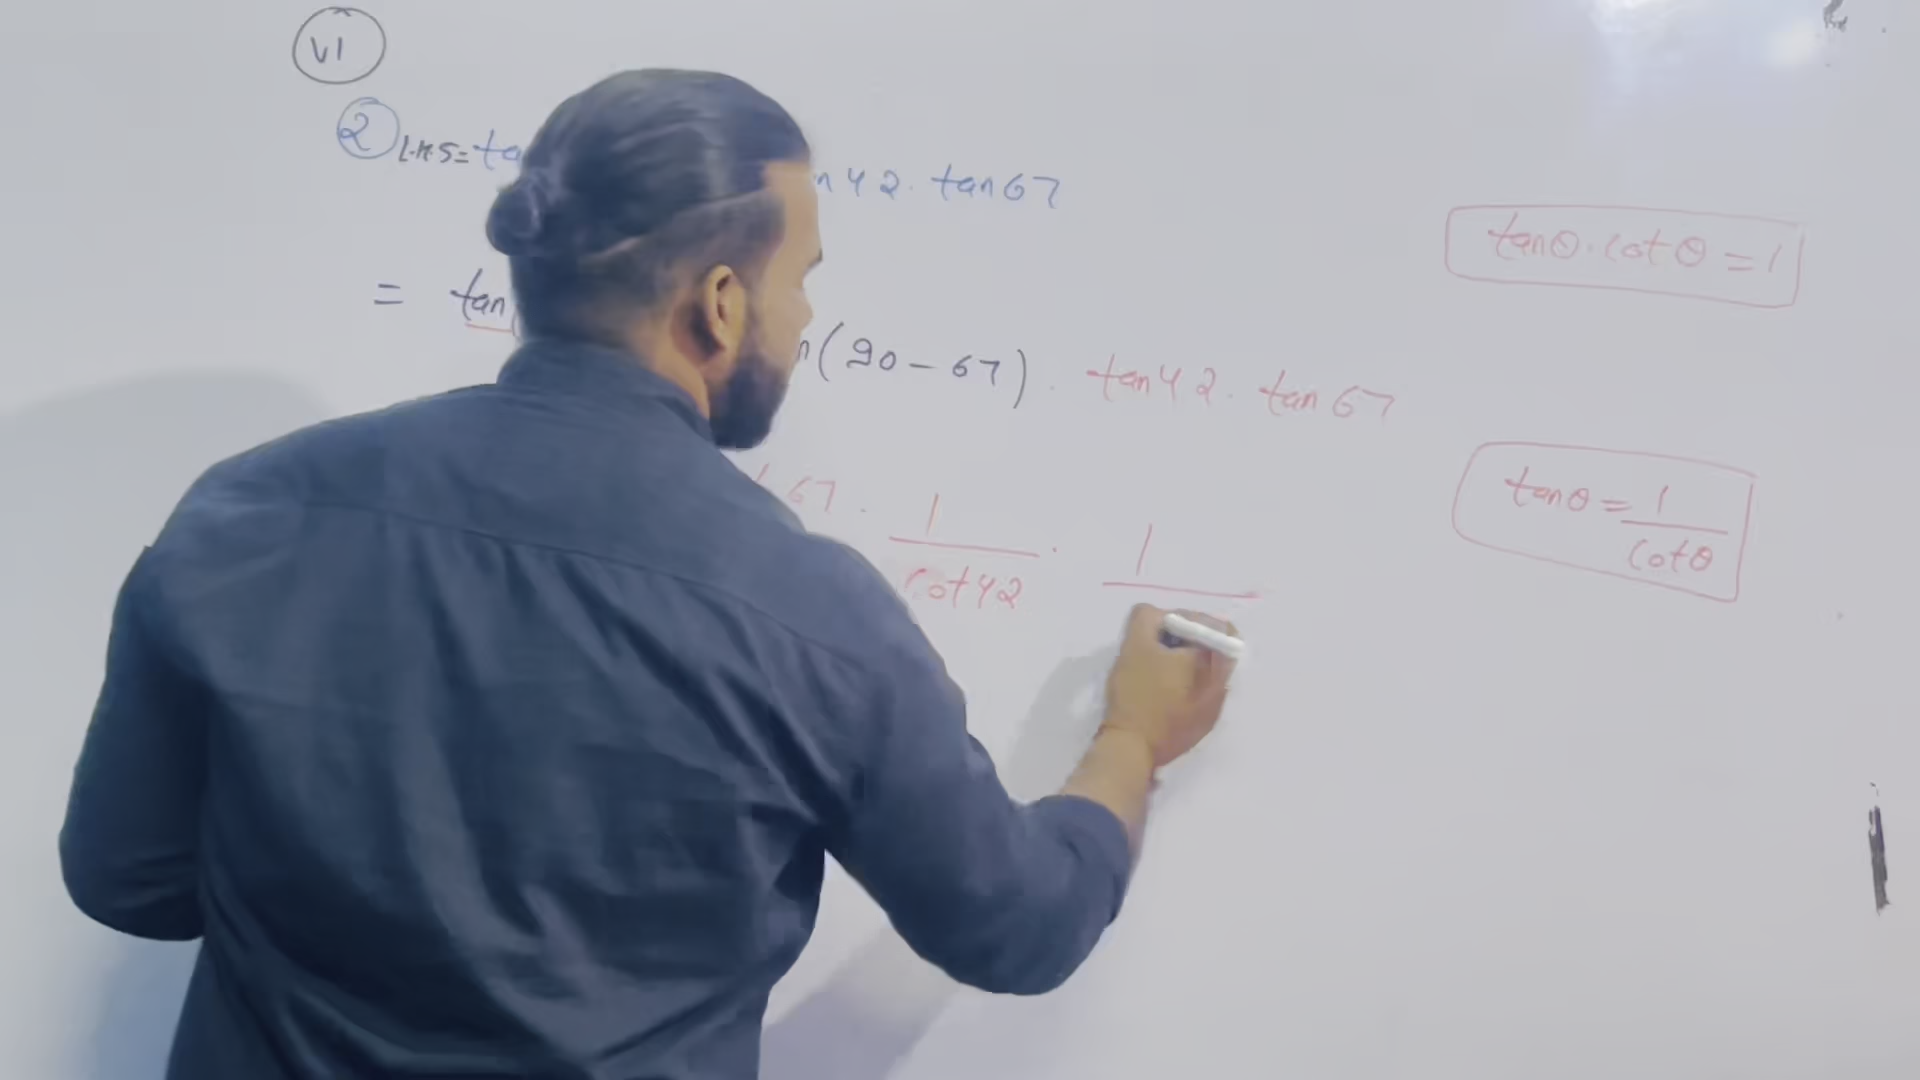 VI
2 L.H.S= ta n 42. tan 67
tanθ.cotθ = 1
= tan n(90-67). tan 42. tan 67
67. 1/cot 42 . 1/
tanθ = 1/cotθ